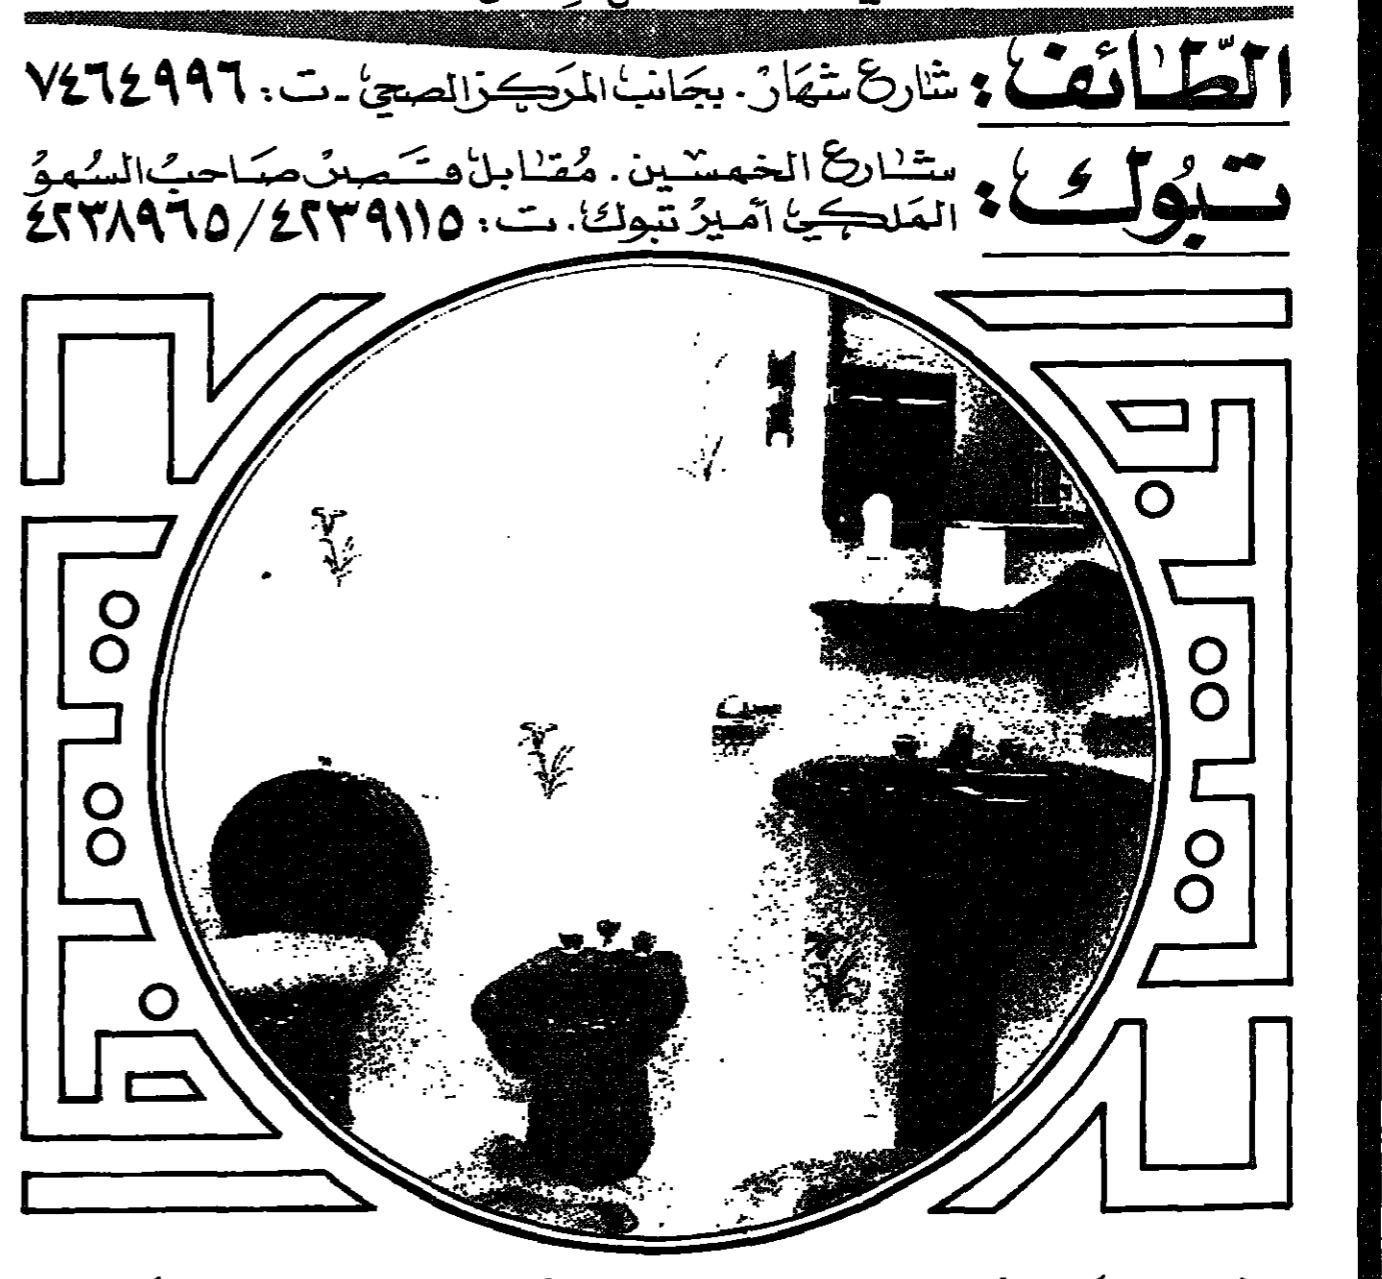 الطائف: شارع شهار. بجانب المركز الصحي ـ ت: ٧٤٦٤٩٩٦
تبوك: شارع الخمسين. مقابل قصر صاحب السمو
الملكي أمير تبوك. ت: ٤٢٣٩١١٥/٤٢٣٨٩٦٥